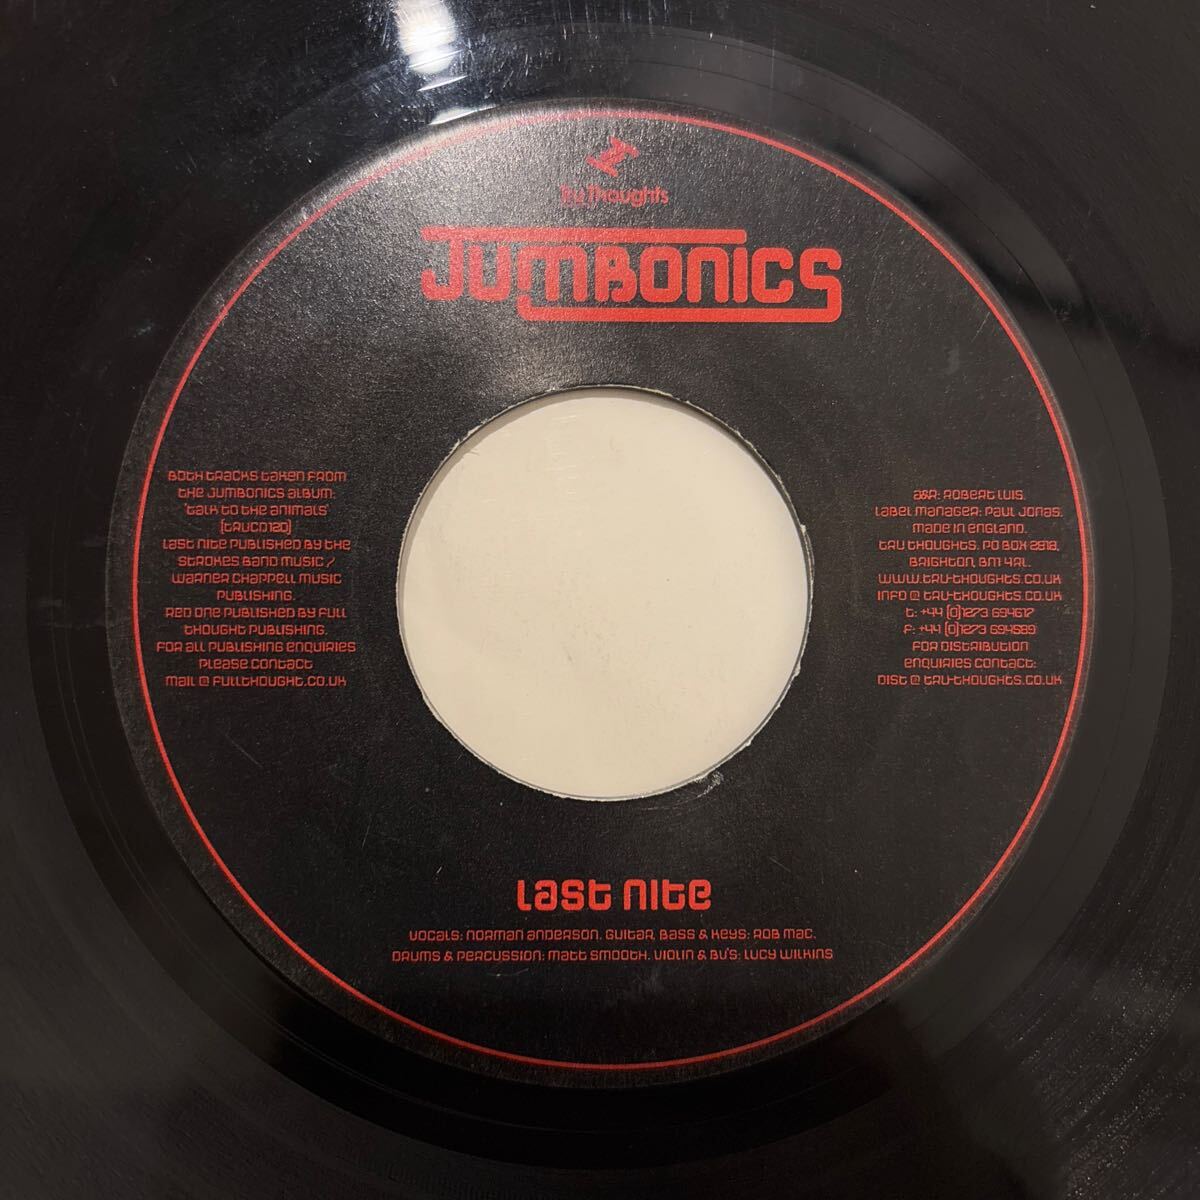 Tru Thoughts
JUMBONICS
BOTH TRACKS TAKEN FROM
THE JUMBONICS ALBUM:
'TALK TO THE ANIMALS'
(TRUCD120)
LAST NITE PUBLISHED BY THE
STROKES BAND MUSIC /
WARNER CHAPPELL MUSIC
PUBLISHING.
RED ONE PUBLISHED BY FULL
THOUGHT PUBLISHING.
FOR ALL PUBLISHING ENQUIRIES
PLEASE CONTACT
MAIL @ FULLTHOUGHT.CO.UK
A&R: ROBERT LUIS.
LABEL MANAGER: PAUL JONAS.
MADE IN ENGLAND.
TRU THOUGHTS. PO BOX 2818,
BRIGHTON, BN1 4RL.
WWW.TRU-THOUGHTS.CO.UK
INFO @ TRU-THOUGHTS.CO.UK
T: +44 (0)1273 694617
F: +44 (0)1273 694589
FOR DISTRIBUTION
ENQUIRIES CONTACT:
DIST @ TRU-THOUGHTS.CO.UK
LAST NITE
VOCALS: NORMAN ANDERSON. GUITAR, BASS & KEYS: ROB MAC.
DRUMS & PERCUSSION: MATT SMOOTH. VIOLIN & BV'S: LUCY WILKINS